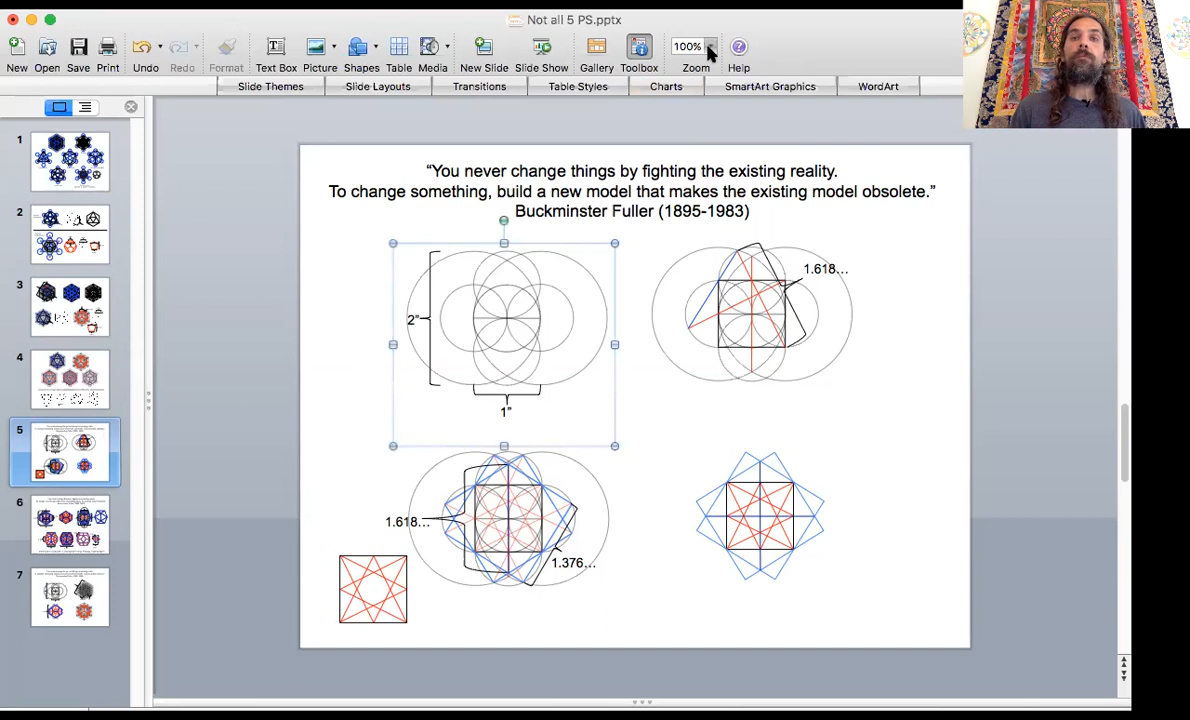 Not all 5 PS.pptx
100%
New Open Save Print Undo Redo Format Text Box Picture Shapes Table Media New Slide Slide Show Gallery Toolbox Zoom Help
Slide Themes Slide Layouts Transitions Table Styles Charts SmartArt Graphics WordArt
1
2
3
4
5
6
7
“You never change things by fighting the existing reality.
To change something, build a new model that makes the existing model obsolete.”
Buckminster Fuller (1895-1983)
2”
1”
1.618...
1.618...
1.376...